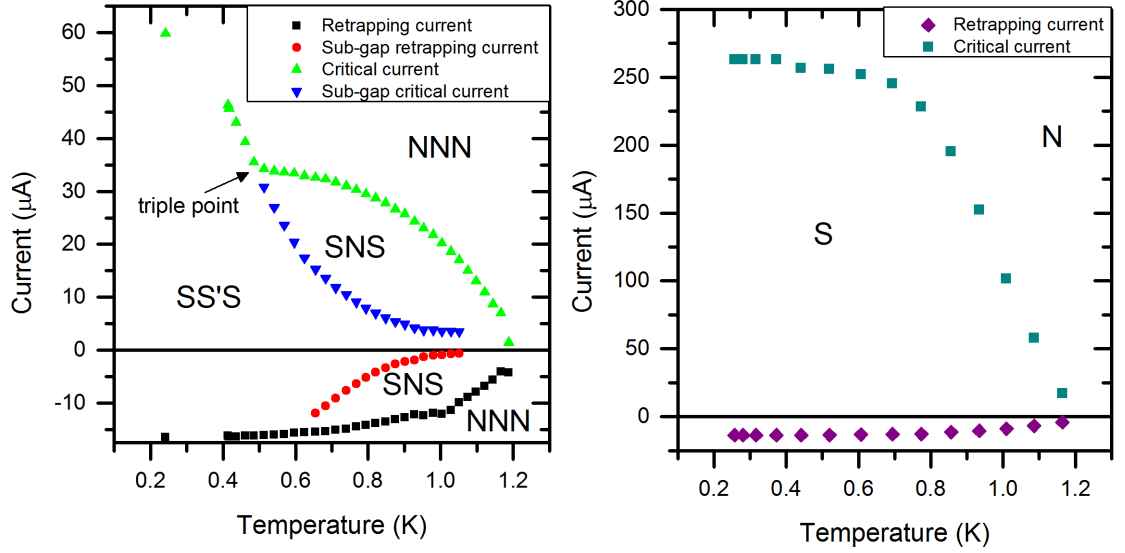 60
50
40
30
20
10
0
-10
Current (μA)
Retrapping current
Sub-gap retrapping current
Critical current
Sub-gap critical current
NNN
triple point
SNS
SS'S
SNS
NNN
0.2
0.4
0.6
0.8
1.0
1.2
Temperature (K)
300
250
200
150
100
50
0
Current (μA)
Retrapping current
Critical current
N
S
0.2
0.4
0.6
0.8
1.0
1.2
Temperature (K)